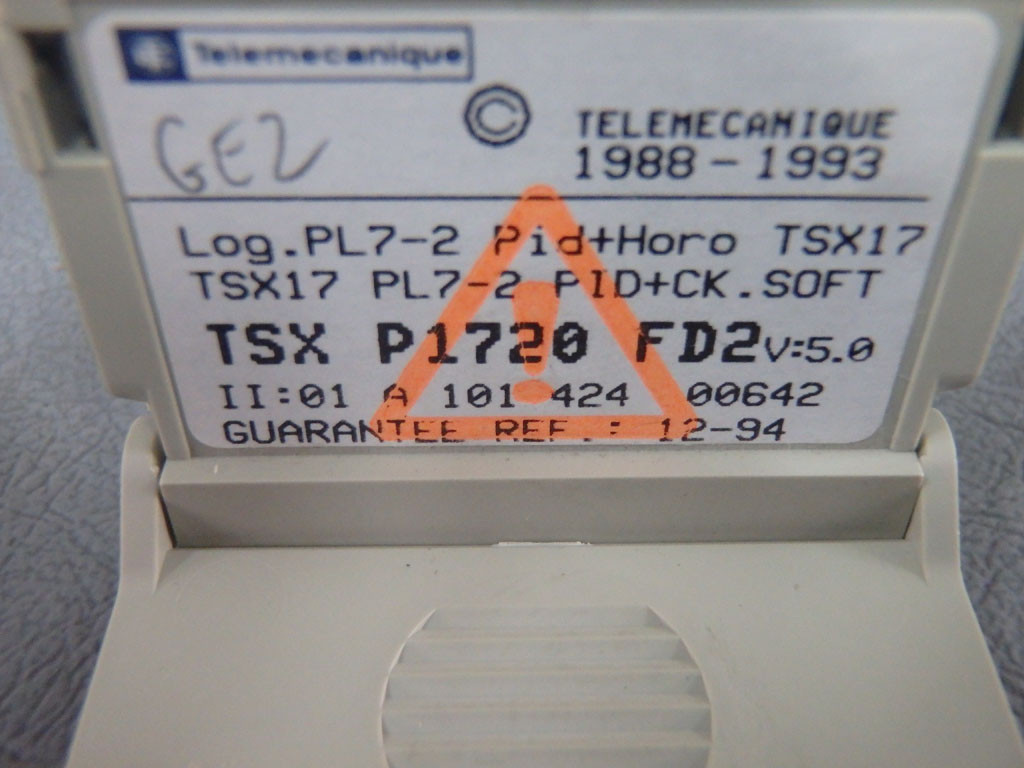 Telemecanique
GE2
©
TELEMECANIQUE
1988-1993
Log.PL7-2 Pid+Horo TSX17
TSX17 PL7-2 PID+CK.SOFT
TSX P1720 FD2 V:5.0
II:01 A 101 424 00642
GUARANTEE REF.: 12-94